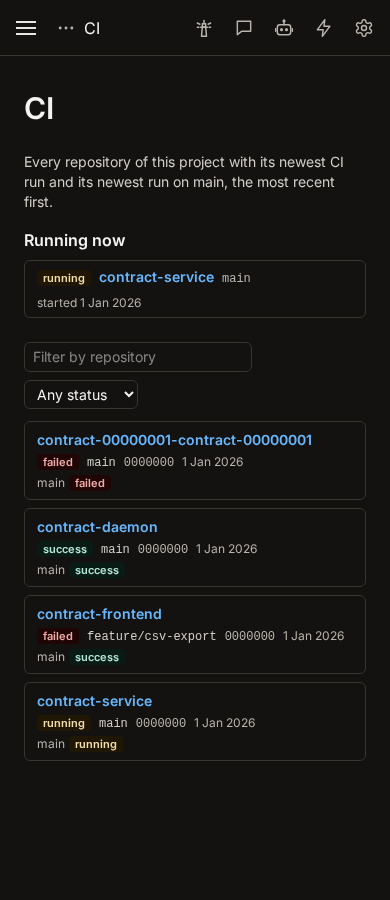 CI
CI
Every repository of this project with its newest CI
run and its newest run on main, the most recent
first.
Running now
running contract-service main
started 1 Jan 2026
Filter by repository
Any status
contract-00000001-contract-00000001
failed main 0000000 1 Jan 2026
main failed
contract-daemon
success main 0000000 1 Jan 2026
main success
contract-frontend
failed feature/csv-export 0000000 1 Jan 2026
main success
contract-service
running main 0000000 1 Jan 2026
main running